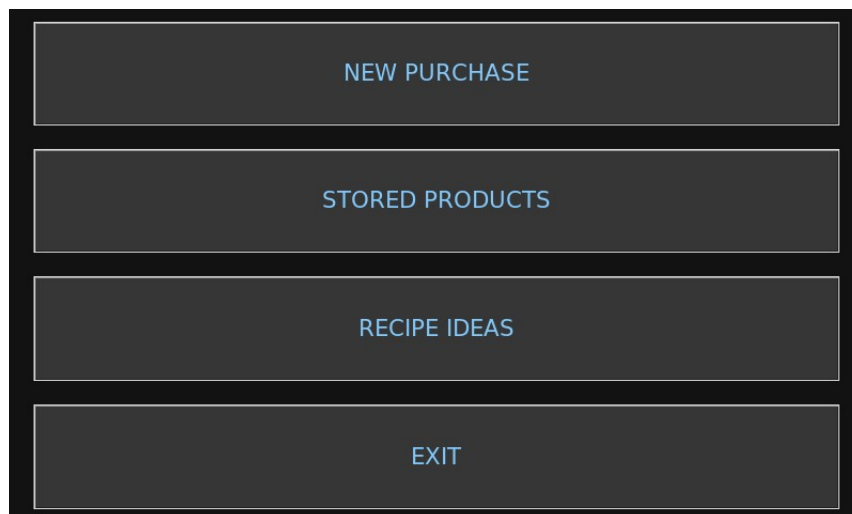 NEW PURCHASE
STORED PRODUCTS
RECIPE IDEAS
EXIT